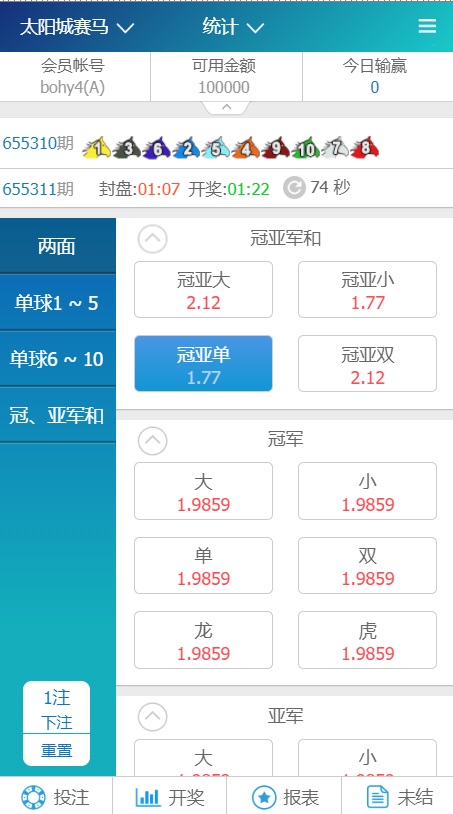 太阳城赛马 统计
会员帐号 可用金额 今日输赢
bohy4(A) 100000 0
655310期 1 3 6 2 5 4 9 10 7 8
655311期 封盘:01:07 开奖:01:22 74 秒
两面
单球1 ~ 5
单球6 ~ 10
冠、亚军和
冠亚军和
冠亚大 冠亚小
2.12 1.77
冠亚单 冠亚双
1.77 2.12
冠军
大 小
1.9859 1.9859
单 双
1.9859 1.9859
龙 虎
1.9859 1.9859
亚军
大 小
1.9859 1.9859
1注
下注
重置
投注 开奖 报表 未结